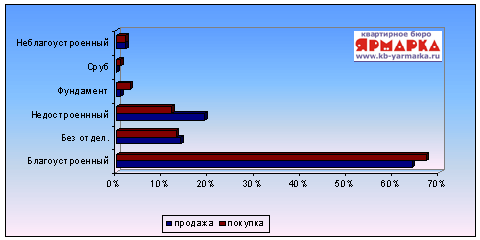 квартирное бюро
ЯРМАРКА
www.kb-yarmarka.ru
Неблагоустроенный
Сруб
Фундамент
Недостроеннный
Без отдел.
Благоустроенный
0% 10% 20% 30% 40% 50% 60% 70%
продажа покупка